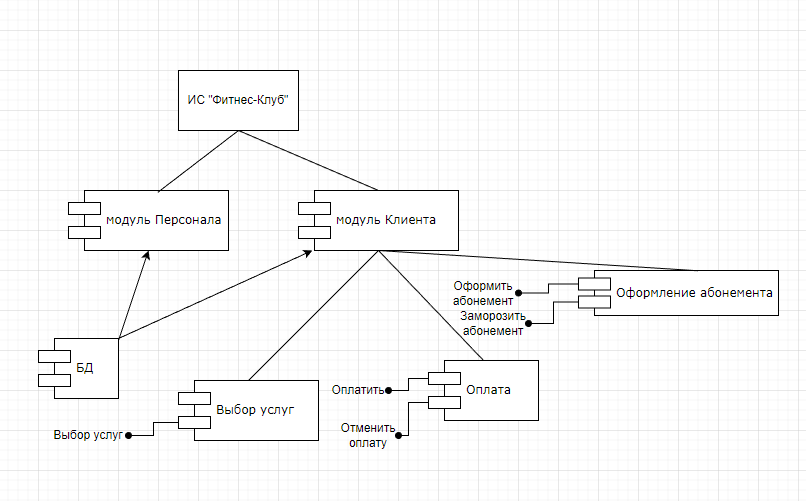 ИС "Фитнес-Клуб"
модуль Персонала
модуль Клиента
Оформить
абонемент
Заморозить
абонемент
Оформление абонемента
БД
Выбор услуг
Выбор услуг
Оплатить
Отменить
оплату
Оплата